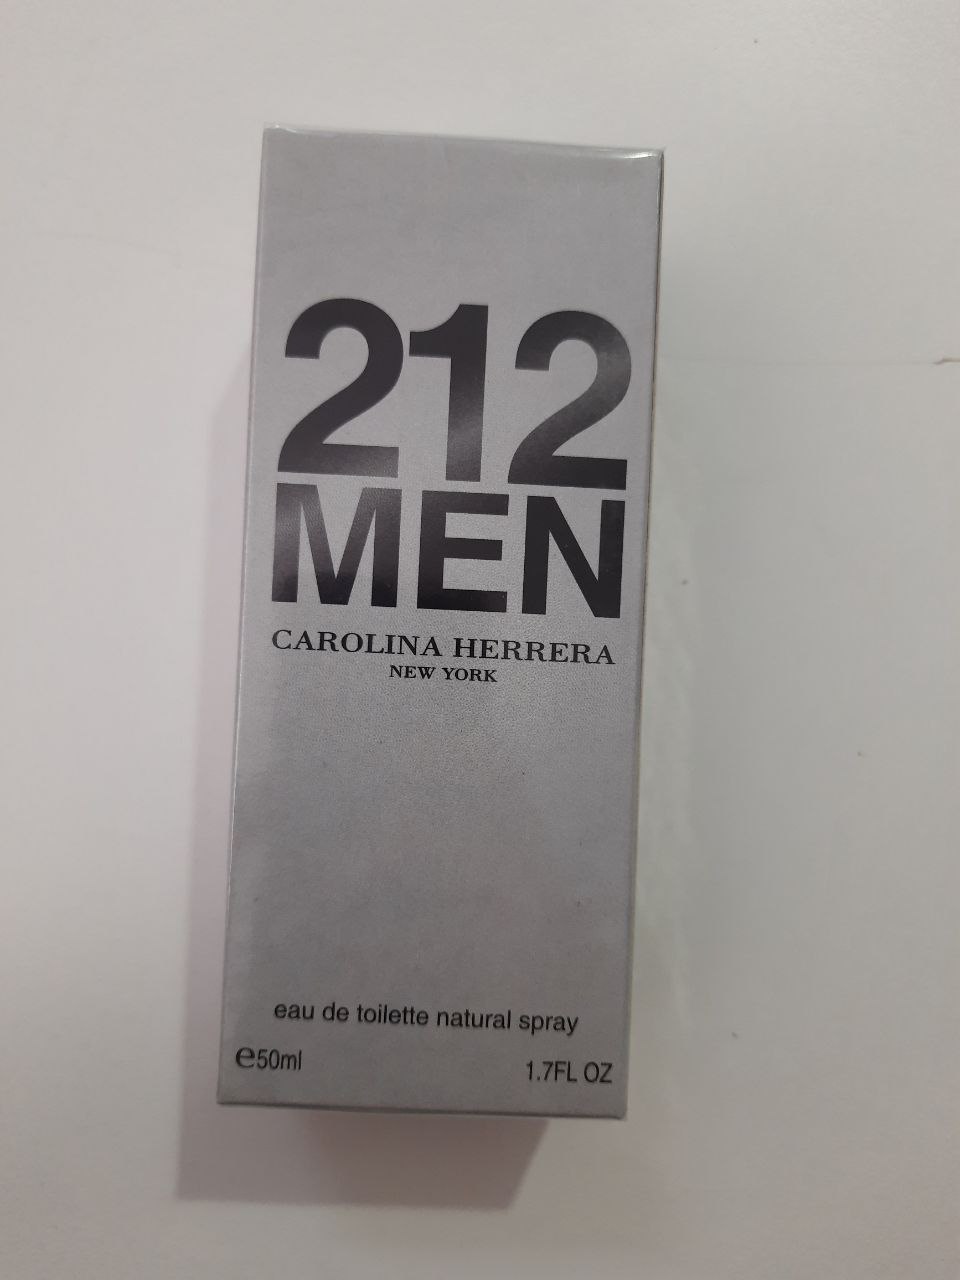 212
MEN
CAROLINA HERRERA
NEW YORK
eau de toilette natural spray
℮50ml 1.7FL OZ